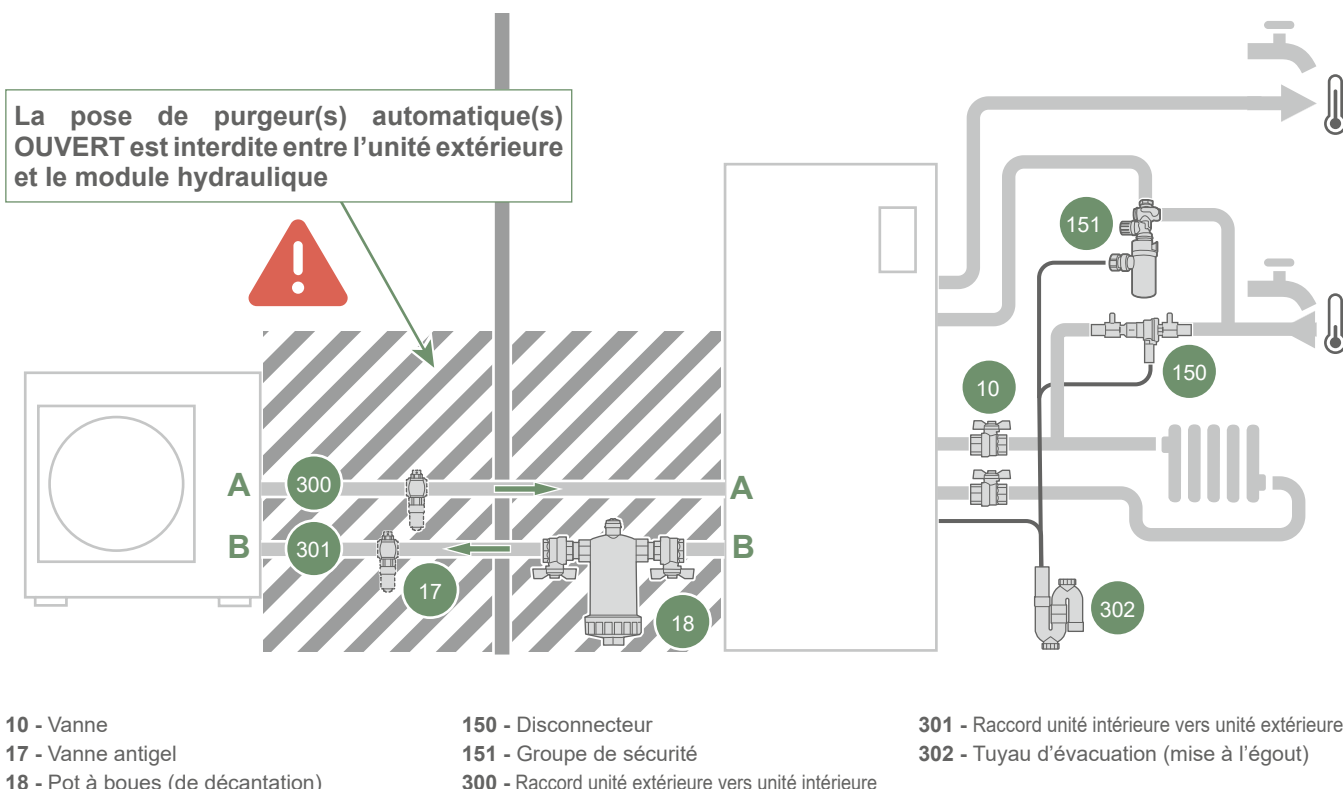 La pose de purgeur(s) automatique(s)
OUVERT est interdite entre l'unité extérieure
et le module hydraulique
151
150
10
A
300
A
B
301
B
17
18
302
10 - Vanne
17 - Vanne antigel
18 - Pot à boues (de décantation)
150 - Disconnecteur
151 - Groupe de sécurité
300 - Raccord unité extérieure vers unité intérieure
301 - Raccord unité intérieure vers unité extérieure
302 - Tuyau d'évacuation (mise à l'égout)